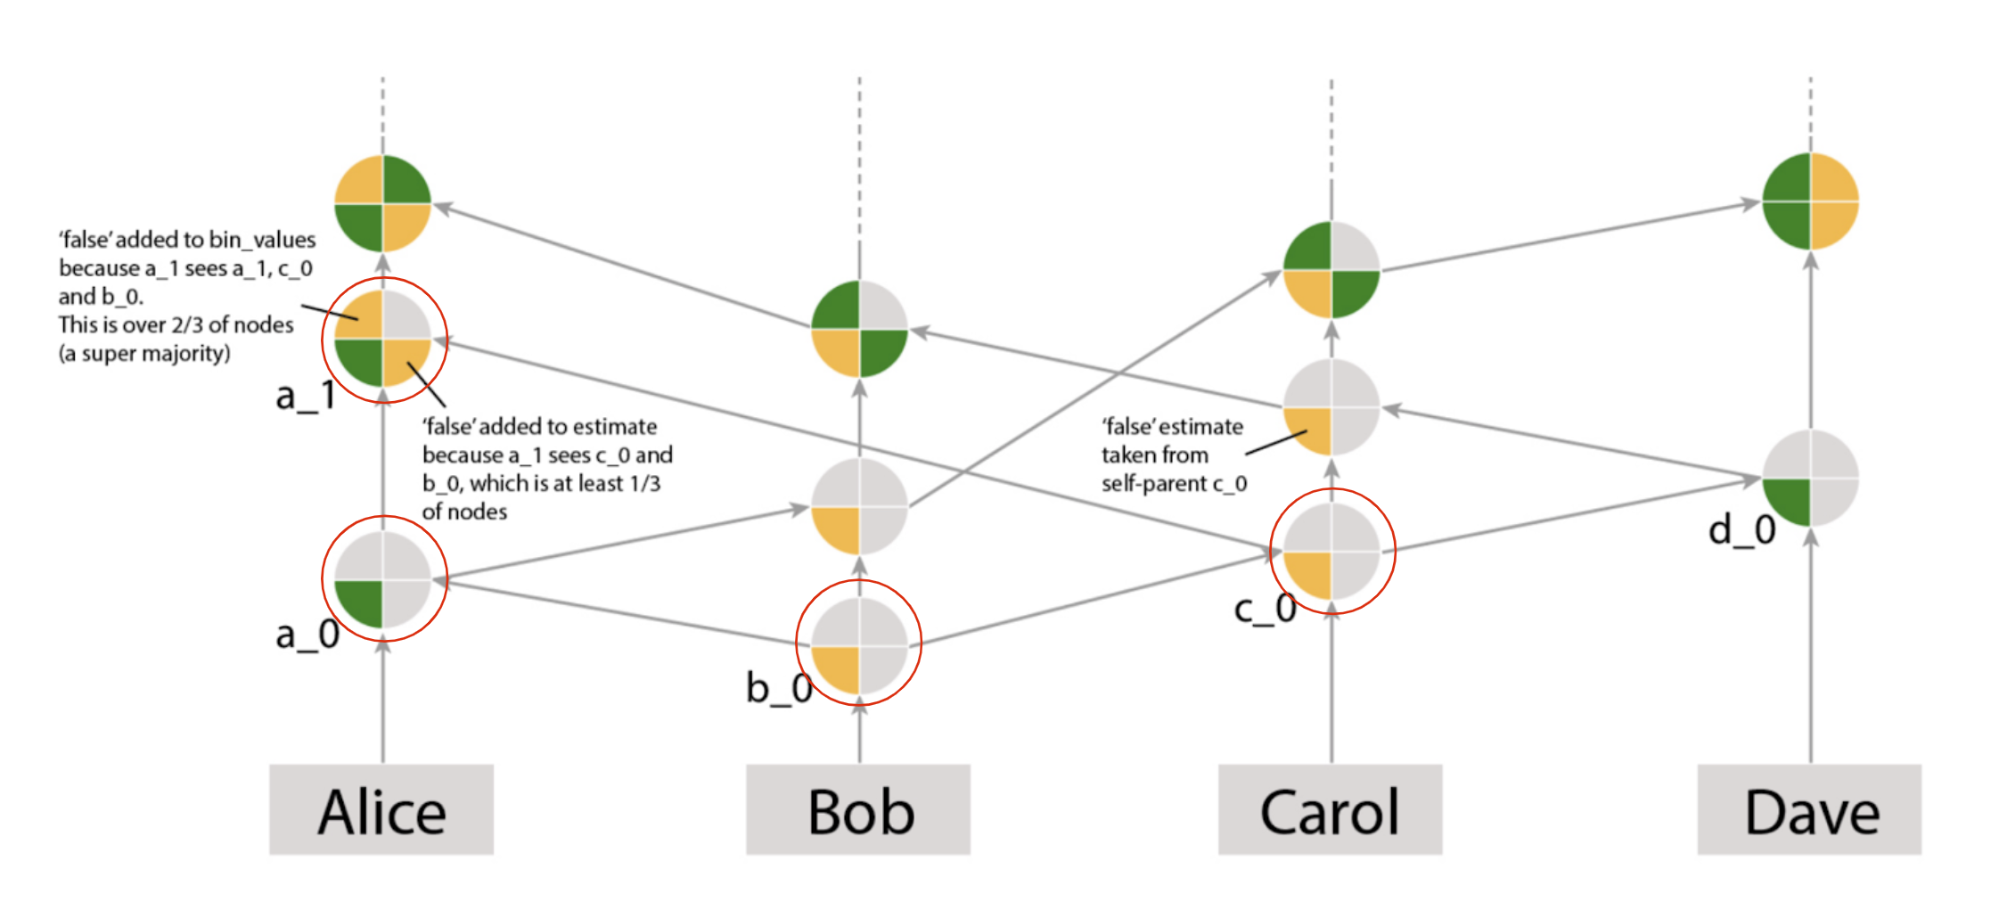 ‘false’ added to bin_values
because a_1 sees a_1, c_0
and b_0.
This is over 2/3 of nodes
(a super majority)
a_1
‘false’ added to estimate
because a_1 sees c_0 and
b_0, which is at least 1/3
of nodes
‘false’ estimate
taken from
self-parent c_0
d_0
c_0
a_0
b_0
Alice
Bob
Carol
Dave